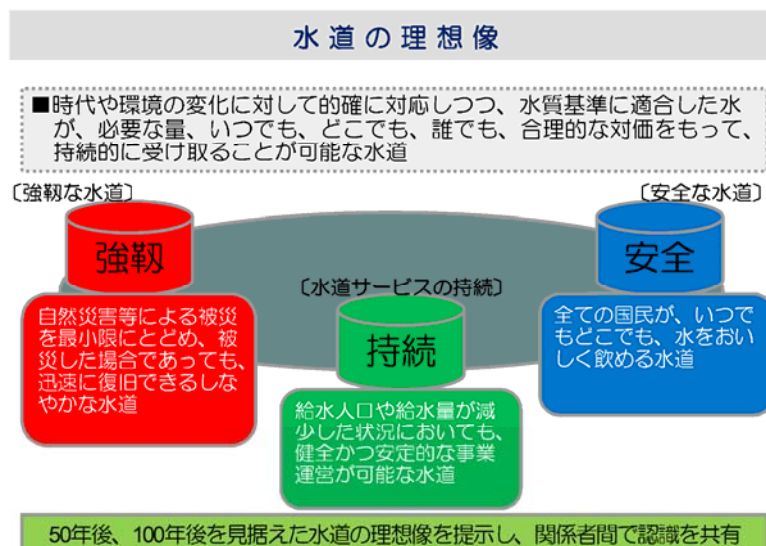 水道の理想像
■時代や環境の変化に対して的確に対応しつつ、水質基準に適合した水
が、必要な量、いつでも、どこでも、誰でも、合理的な対価をもって、
持続的に受け取ることが可能な水道
〔強靱な水道〕
〔安全な水道〕
強靱
安全
〔水道サービスの持続〕
持続
自然災害等による被災
を最小限にとどめ、被
災した場合であっても、
迅速に復旧できるしな
やかな水道
全ての国民が、いつで
もどこでも、水をおい
しく飲める水道
給水人口や給水量が減
少した状況においても、
健全かつ安定的な事業
運営が可能な水道
50年後、100年後を見据えた水道の理想像を提示し、関係者間で認識を共有